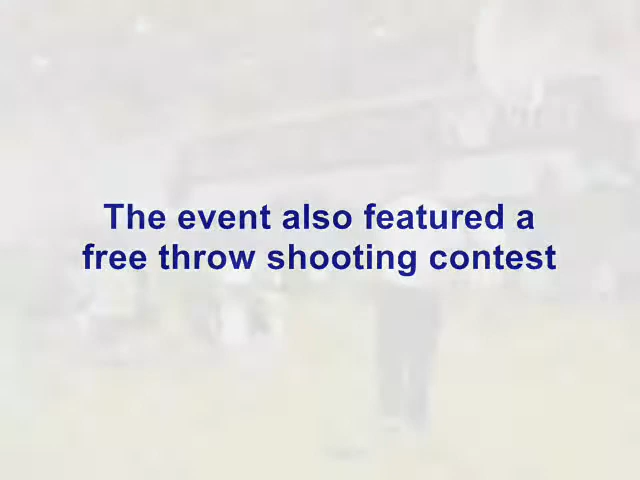 The event also featured a
free throw shooting contest